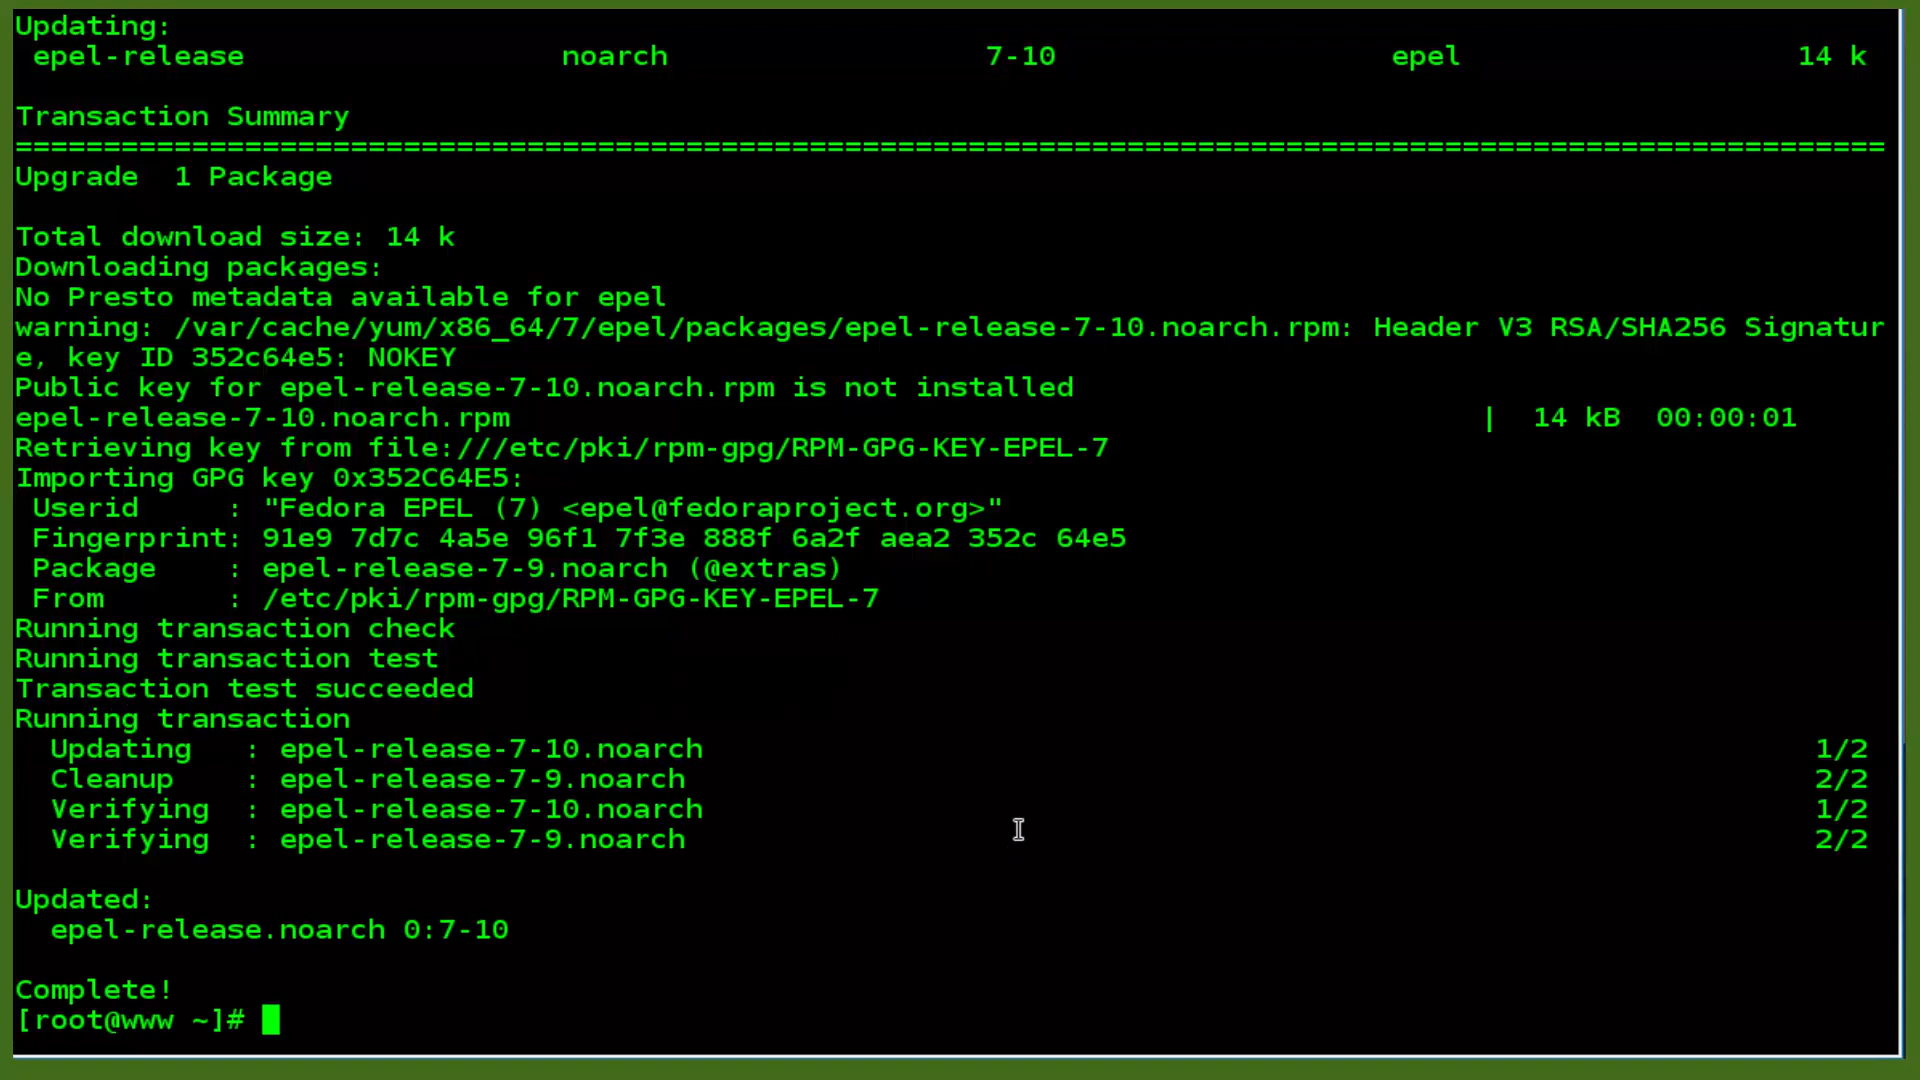 Updating:
 epel-release                  noarch                  7-10                   epel                   14 k

Transaction Summary
==========================================================================================================
Upgrade  1 Package

Total download size: 14 k
Downloading packages:
No Presto metadata available for epel
warning: /var/cache/yum/x86_64/7/epel/packages/epel-release-7-10.noarch.rpm: Header V3 RSA/SHA256 Signatur
e, key ID 352c64e5: NOKEY
Public key for epel-release-7-10.noarch.rpm is not installed
epel-release-7-10.noarch.rpm                                                       |  14 kB  00:00:01
Retrieving key from file:///etc/pki/rpm-gpg/RPM-GPG-KEY-EPEL-7
Importing GPG key 0x352C64E5:
 Userid     : "Fedora EPEL (7) <epel@fedoraproject.org>"
 Fingerprint: 91e9 7d7c 4a5e 96f1 7f3e 888f 6a2f aea2 352c 64e5
 Package    : epel-release-7-9.noarch (@extras)
 From       : /etc/pki/rpm-gpg/RPM-GPG-KEY-EPEL-7
Running transaction check
Running transaction test
Transaction test succeeded
Running transaction
  Updating   : epel-release-7-10.noarch                                                               1/2
  Cleanup    : epel-release-7-9.noarch                                                                2/2
  Verifying  : epel-release-7-10.noarch                                                               1/2
  Verifying  : epel-release-7-9.noarch                                                                2/2

Updated:
  epel-release.noarch 0:7-10

Complete!
[root@www ~]#